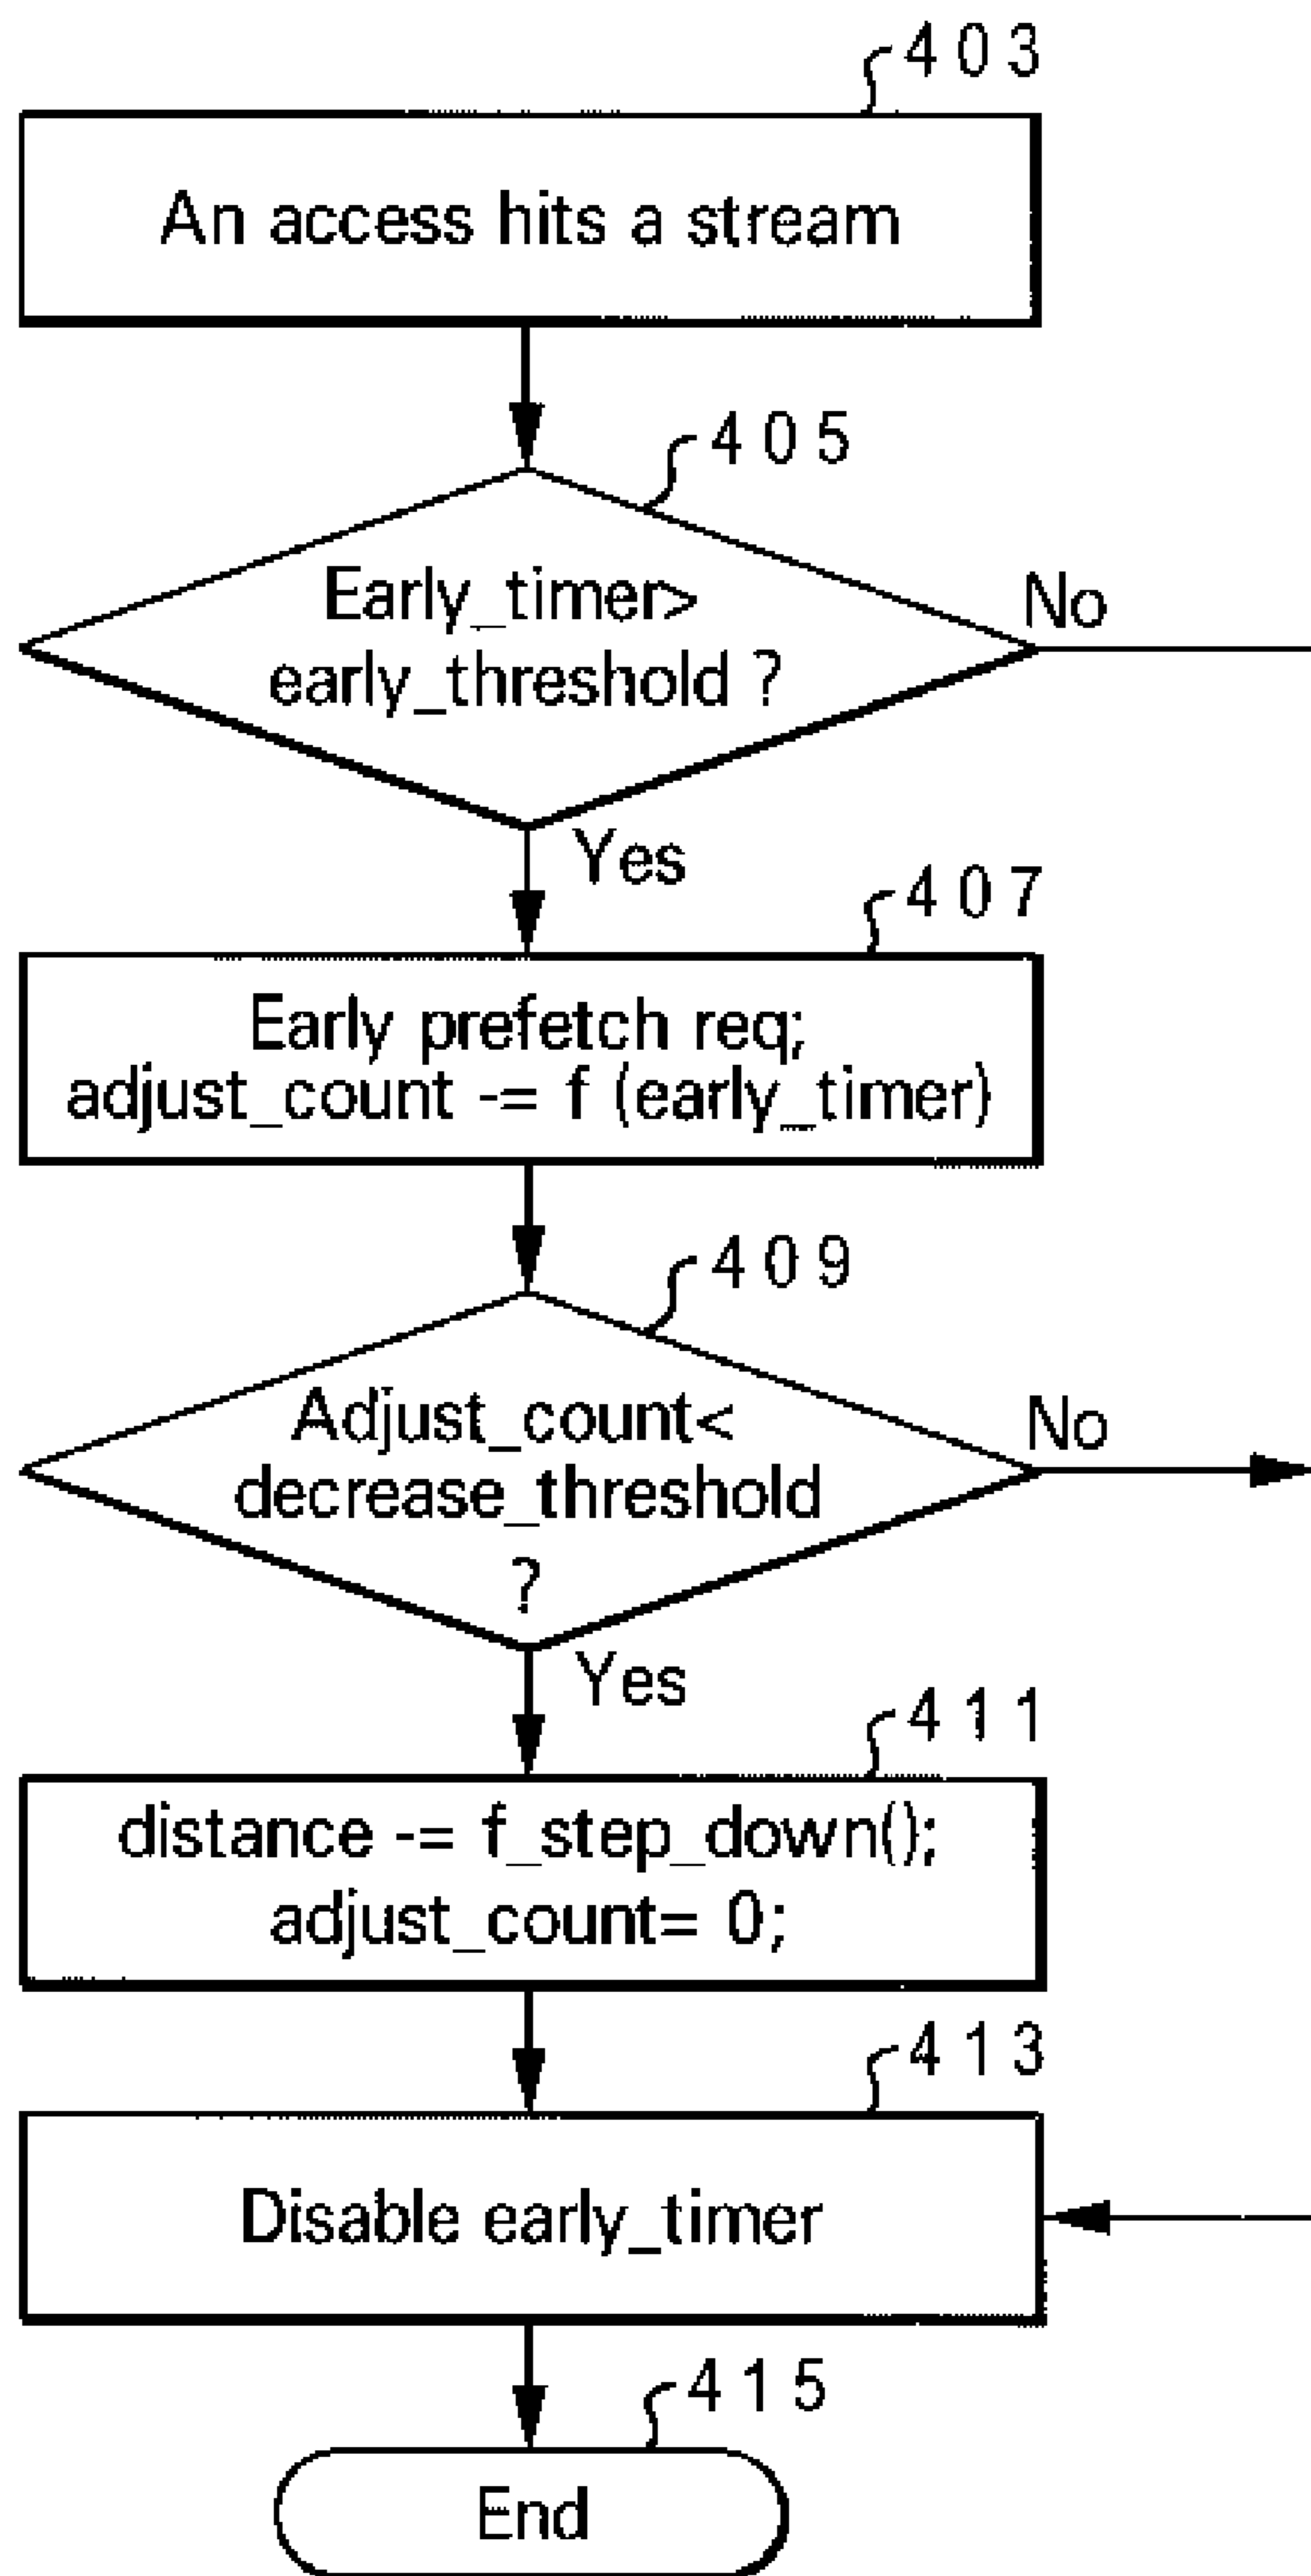 403
An access hits a stream
405
Early_timer>
early_threshold ?
No
Yes
407
Early prefetch req;
adjust_count -= f (early_timer)
409
Adjust_count<
decrease_threshold
?
No
Yes
411
distance -= f_step_down();
adjust_count= 0;
413
Disable early_timer
415
End